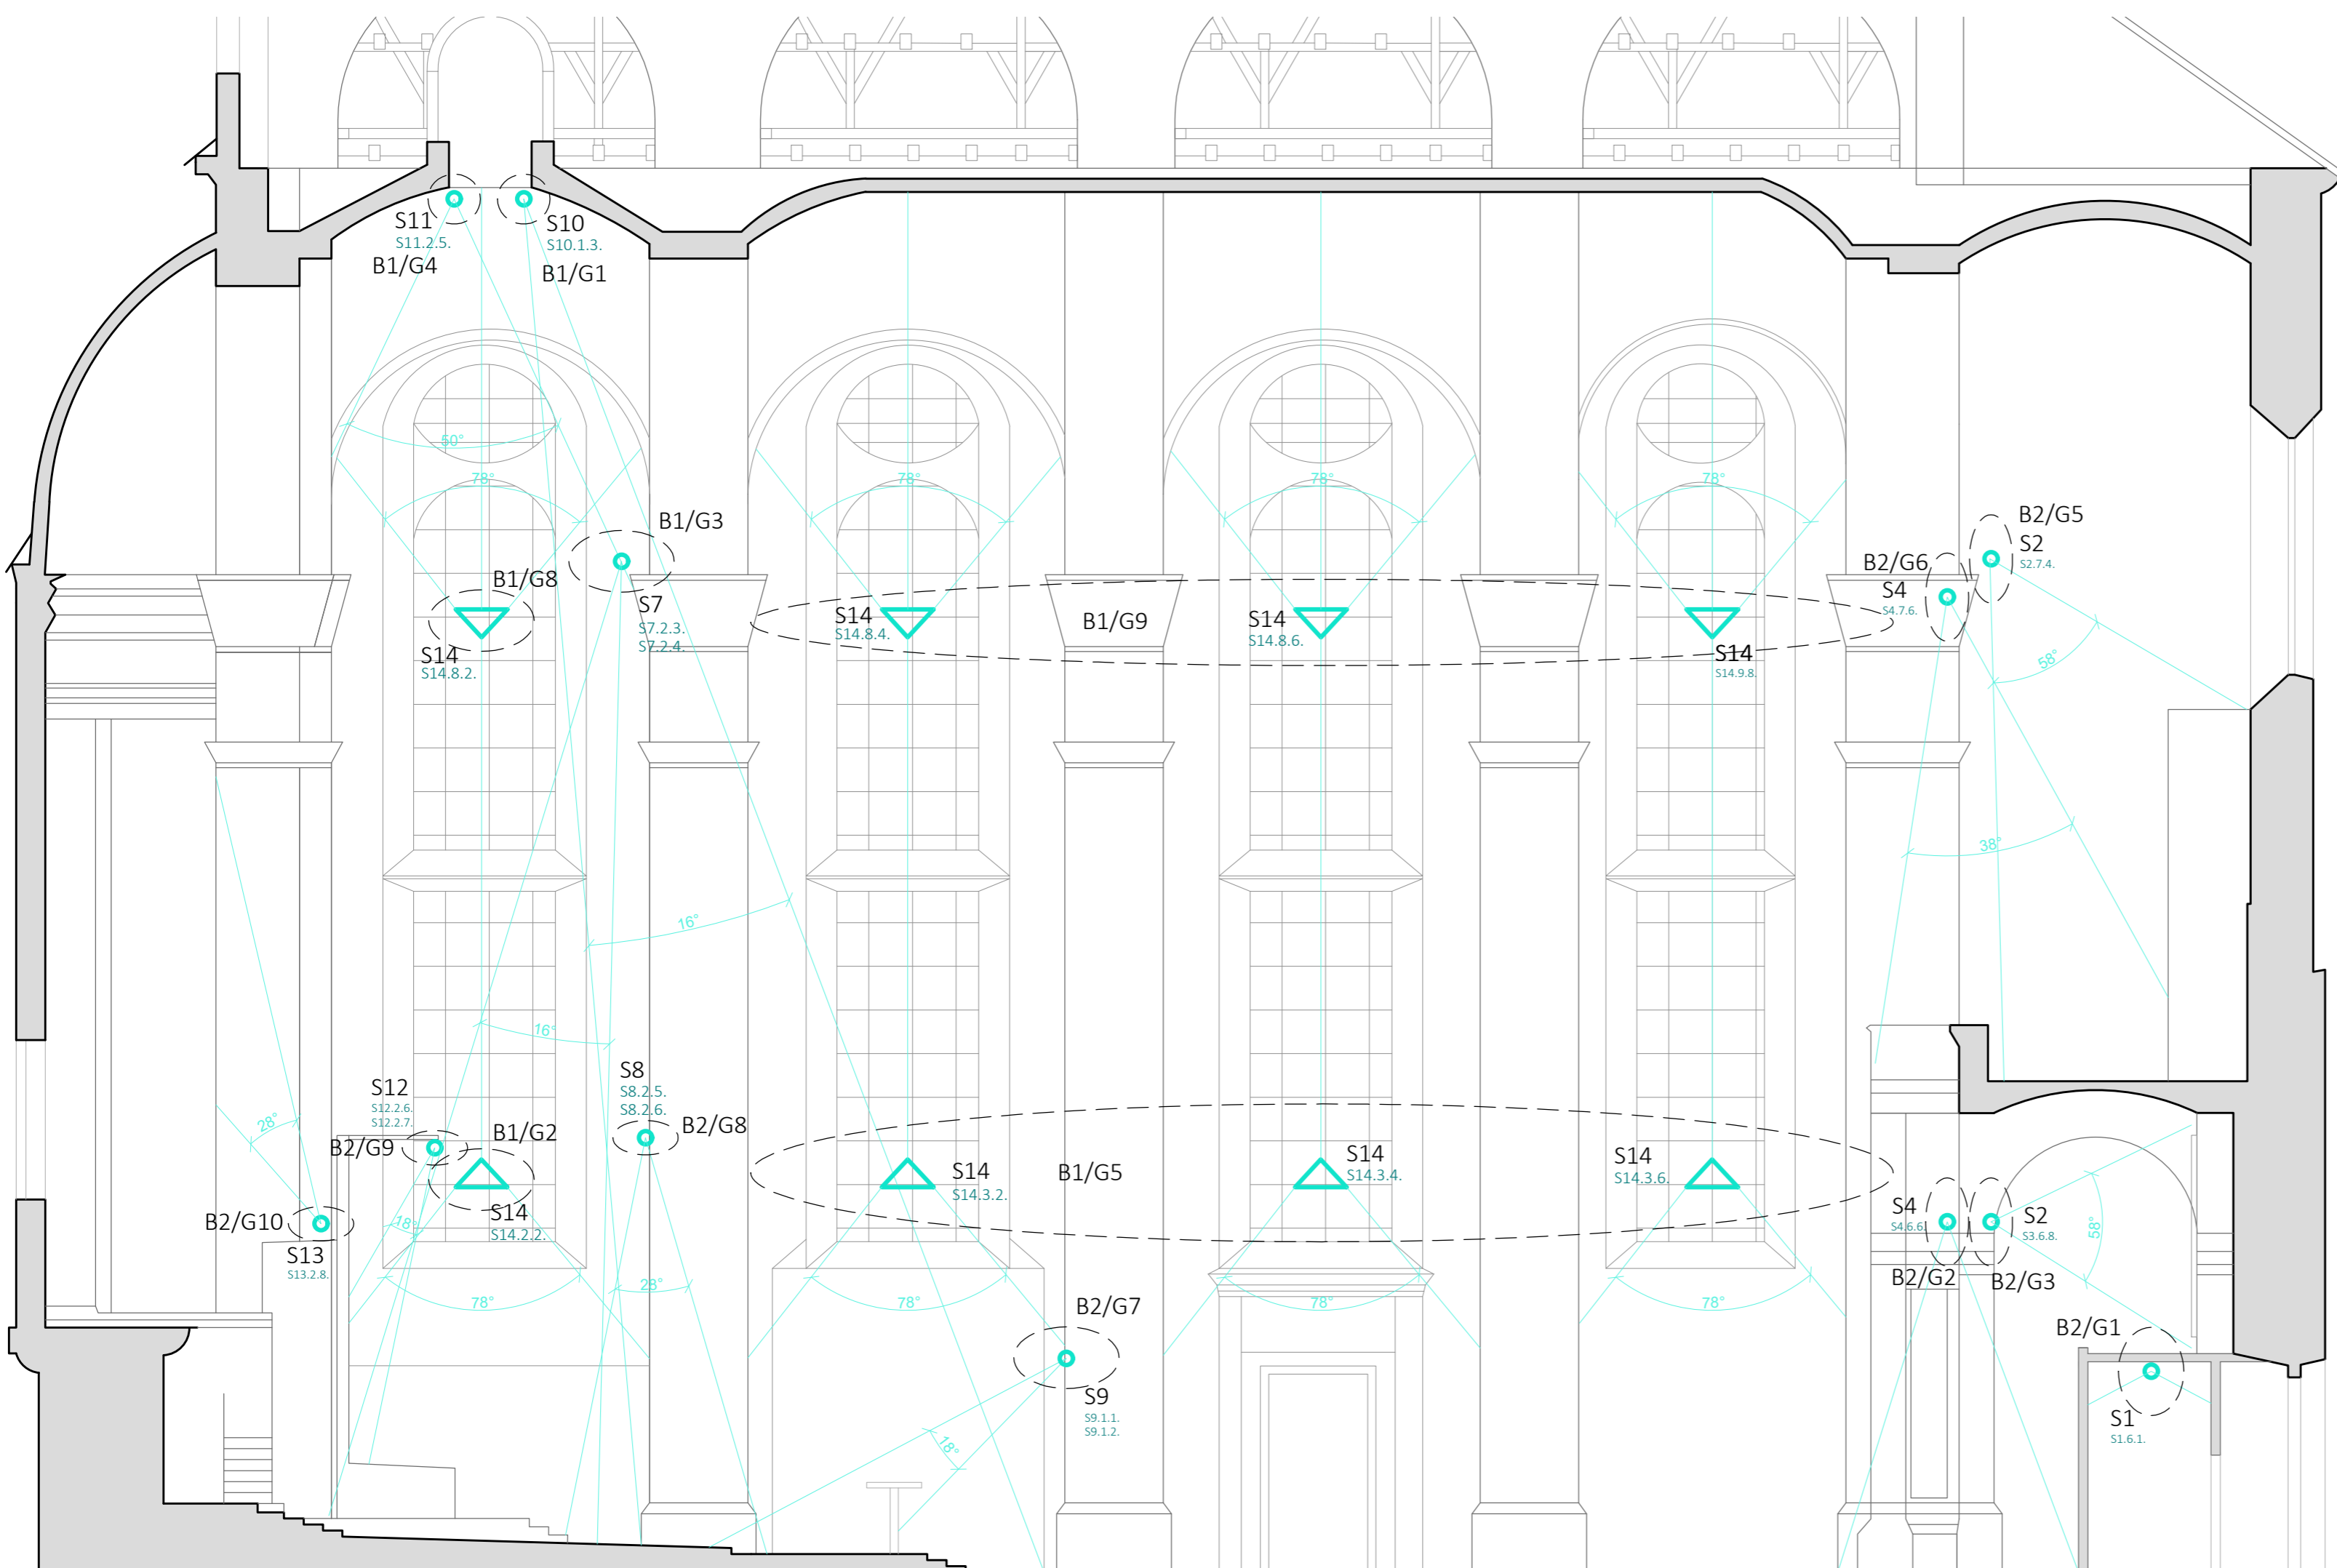 S11
S11.2.5.
B1/G4
S10
S10.1.3.
B1/G1
50°
78°
78°
78°
78°
B1/G3
S7
S7.2.3.
S7.2.4.
B1/G8
S14
S14.8.2.
S14
S14.8.4.
B1/G9
S14
S14.8.6.
S14
S14.9.8.
B2/G6
S4
S4.7.6.
B2/G5
S2
S2.7.4.
58°
38°
16°
16°
28°
S12
S12.2.6.
S12.2.7.
B2/G9
B1/G2
S14
S14.2.2.
18°
78°
S8
S8.2.5.
S8.2.6.
B2/G8
28°
B2/G10
S13
S13.2.8.
S14
S14.3.2.
78°
B1/G5
S14
S14.3.4.
78°
S14
S14.3.6.
78°
B2/G7
S9
S9.1.1.
S9.1.2.
18°
S4
S4.6.6.
B2/G2
S2
S3.6.8.
B2/G3
58°
B2/G1
S1
S1.6.1.